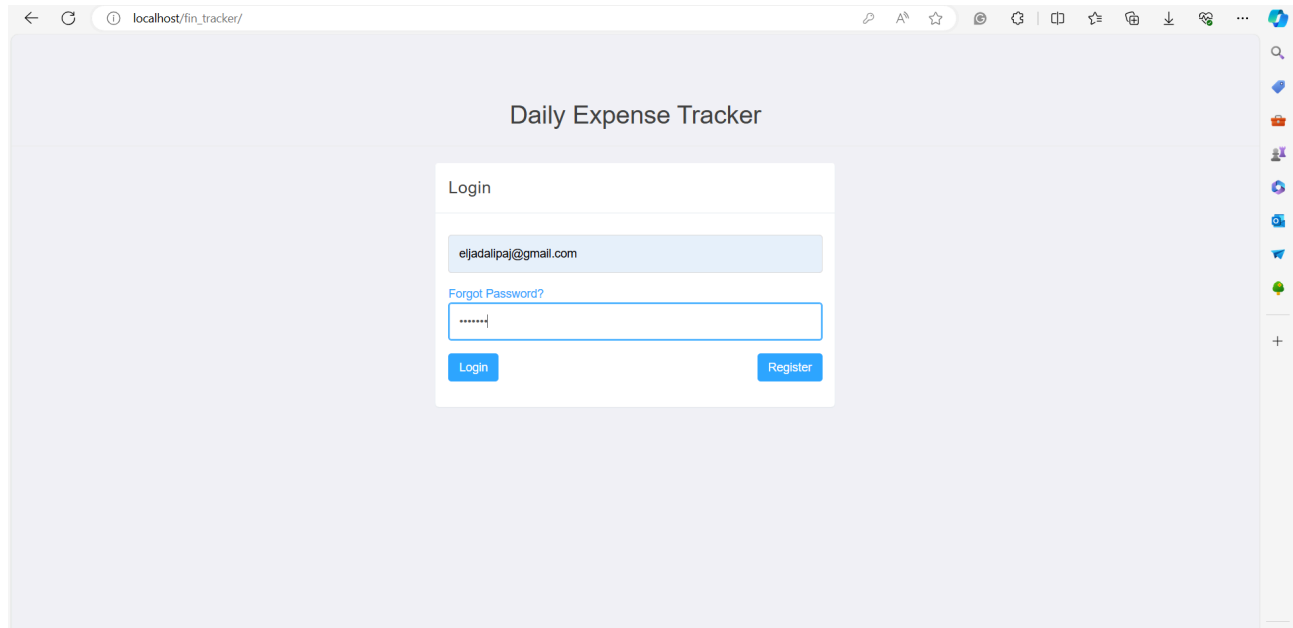 localhost/fin_tracker/
Daily Expense Tracker
Login
eljadalipaj@gmail.com
Forgot Password?
•••••••
Login Register